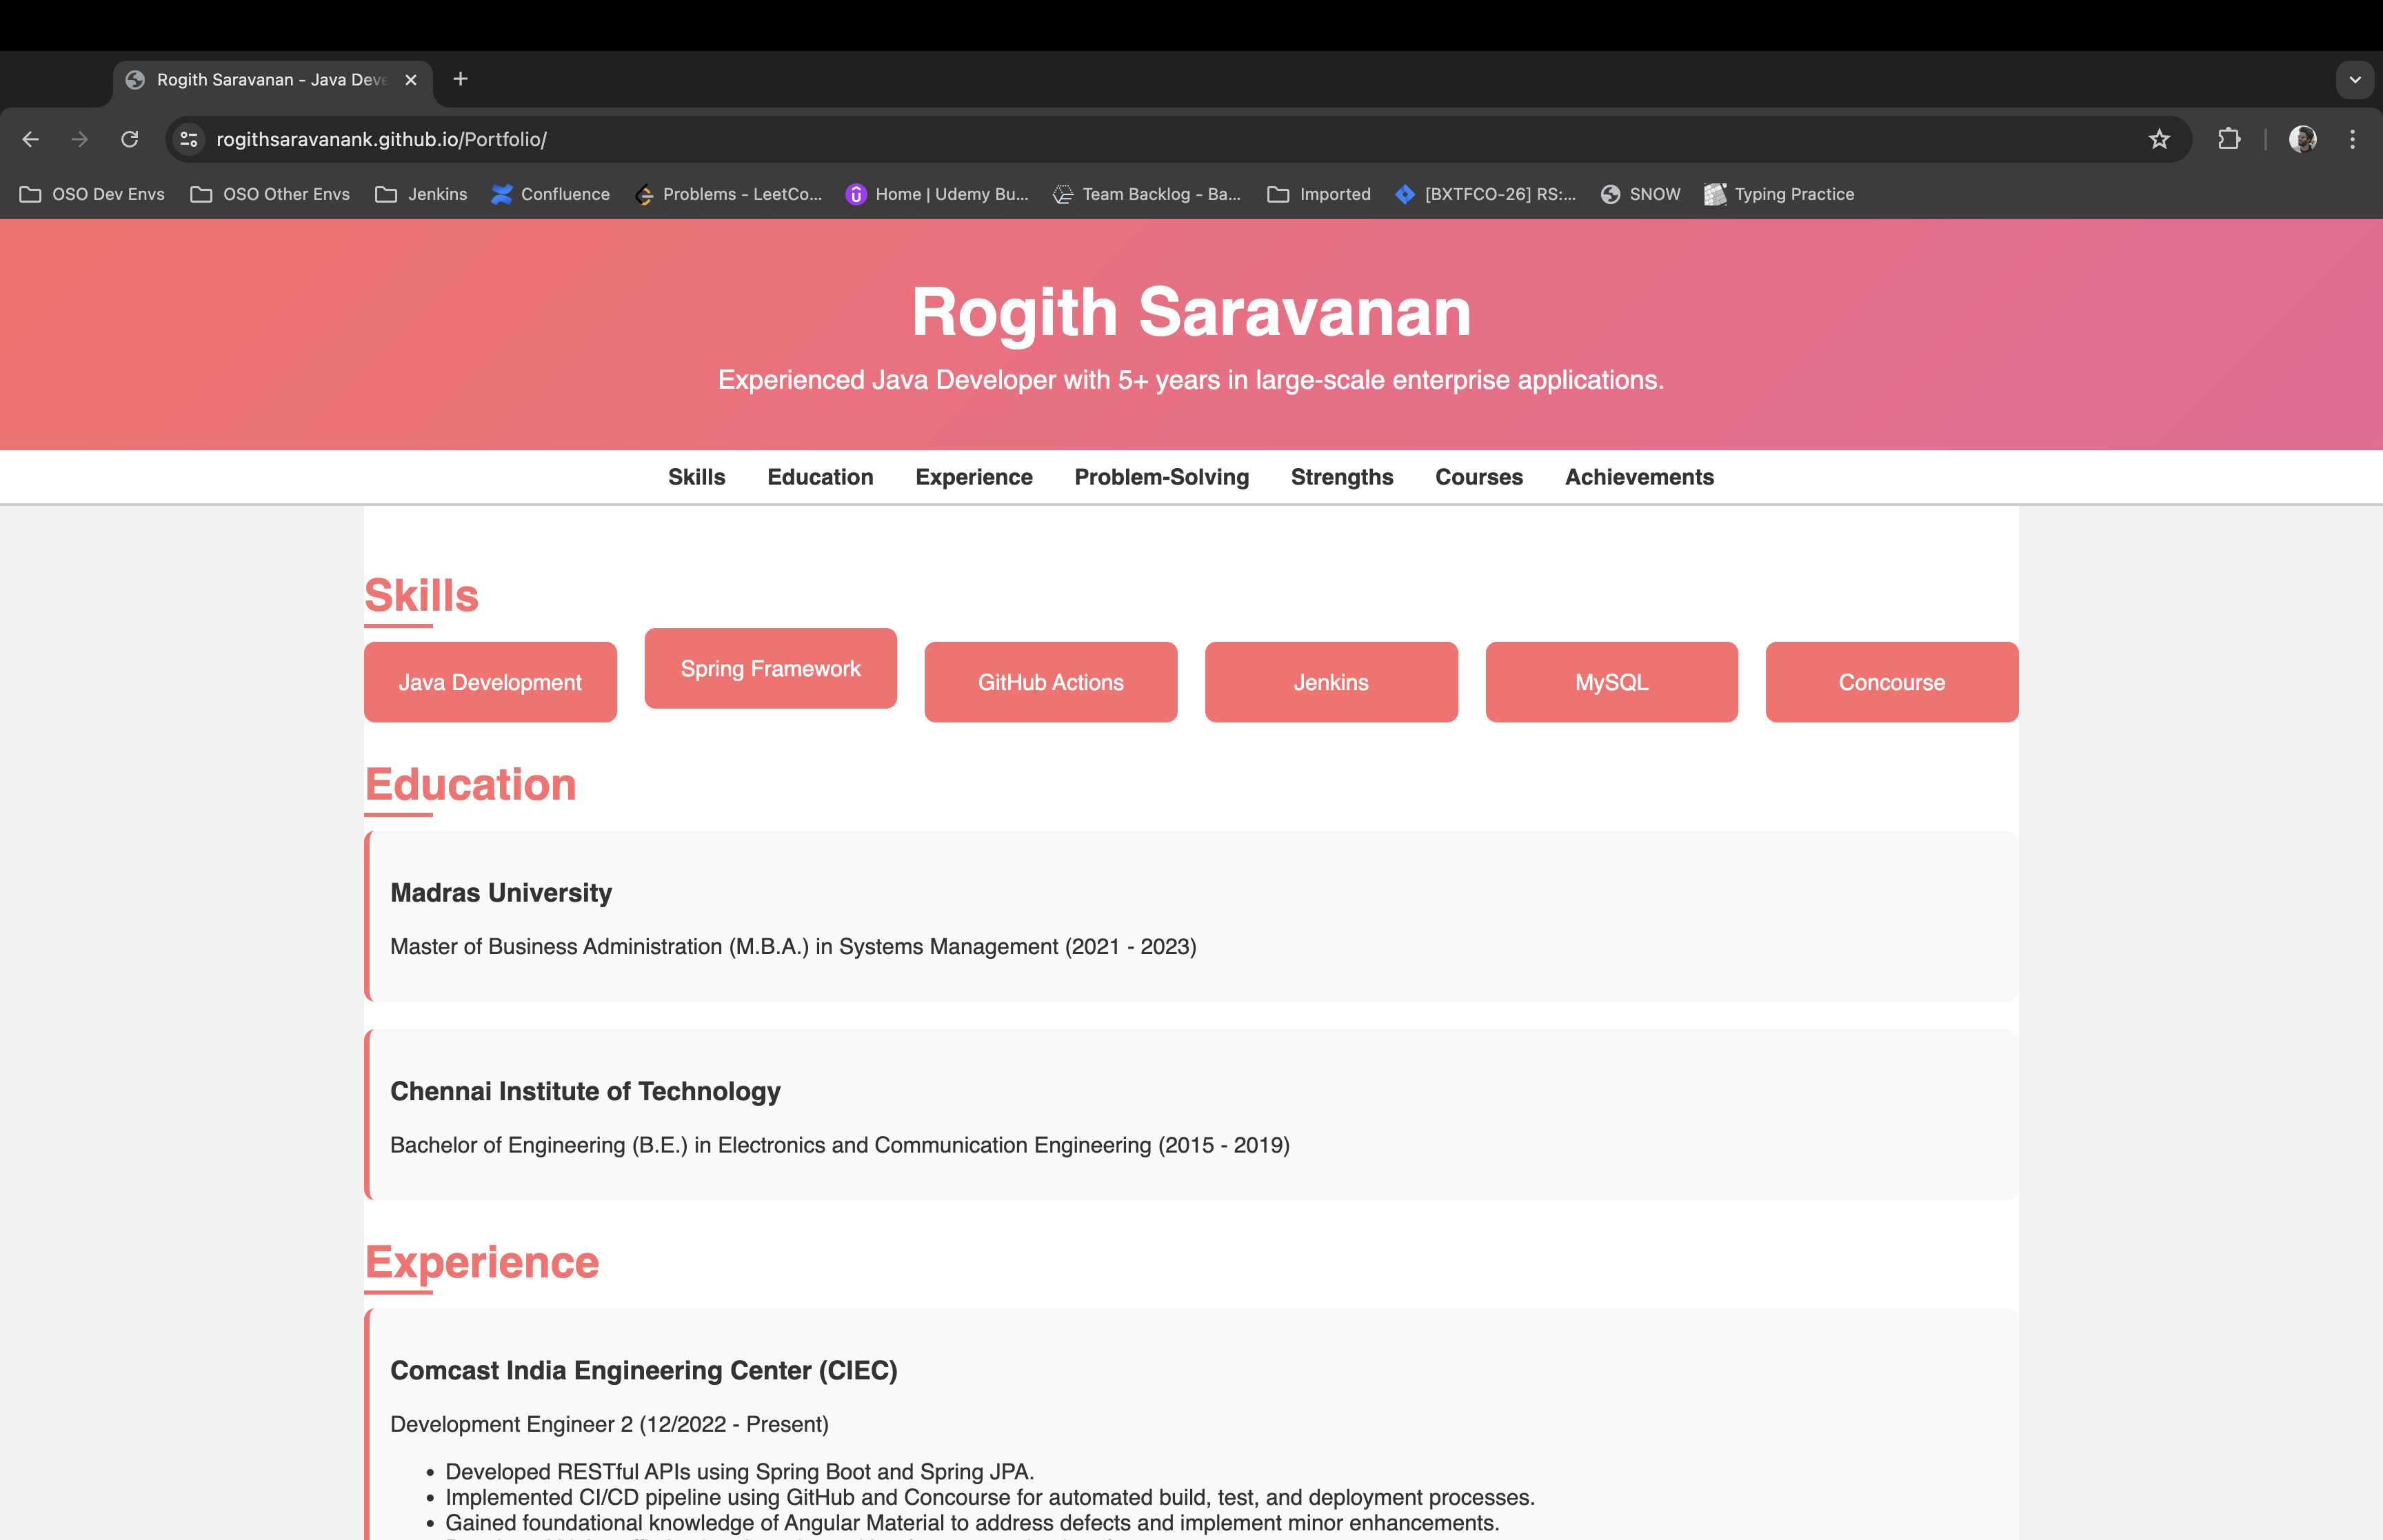 Rogith Saravanan - Java Deve
rogithsaravanank.github.io/Portfolio/
OSO Dev Envs OSO Other Envs Jenkins Confluence Problems - LeetCo... Home | Udemy Bu... Team Backlog - Ba... Imported [BXTFCO-26] RS:... SNOW Typing Practice
Rogith Saravanan
Experienced Java Developer with 5+ years in large-scale enterprise applications.
Skills Education Experience Problem-Solving Strengths Courses Achievements
Skills
Java Development Spring Framework GitHub Actions Jenkins MySQL Concourse
Education
Madras University
Master of Business Administration (M.B.A.) in Systems Management (2021 - 2023)
Chennai Institute of Technology
Bachelor of Engineering (B.E.) in Electronics and Communication Engineering (2015 - 2019)
Experience
Comcast India Engineering Center (CIEC)
Development Engineer 2 (12/2022 - Present)
• Developed RESTful APIs using Spring Boot and Spring JPA.
• Implemented CI/CD pipeline using GitHub and Concourse for automated build, test, and deployment processes.
• Gained foundational knowledge of Angular Material to address defects and implement minor enhancements.